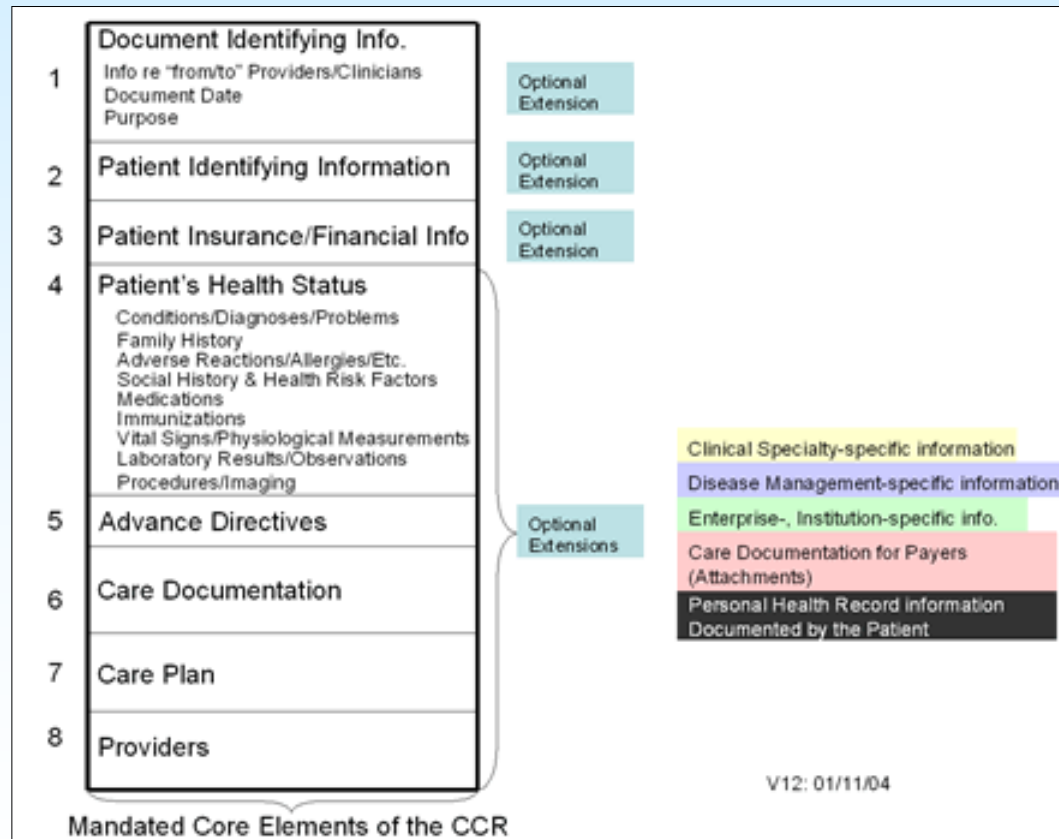 Document Identifying Info.
1
Info re "from/to" Providers/Clinicians
Document Date
Purpose
Optional
Extension
2
Patient Identifying Information
Optional
Extension
3
Patient Insurance/Financial Info
Optional
Extension
4
Patient's Health Status
Conditions/Diagnoses/Problems
Family History
Adverse Reactions/Allergies/Etc.
Social History & Health Risk Factors
Medications
Immunizations
Vital Signs/Physiological Measurements
Laboratory Results/Observations
Procedures/Imaging
5
Advance Directives
6
Care Documentation
7
Care Plan
8
Providers
Optional
Extensions
Clinical Specialty-specific information
Disease Management-specific information
Enterprise-, Institution-specific info.
Care Documentation for Payers
(Attachments)
Personal Health Record information
Documented by the Patient
V12: 01/11/04
Mandated Core Elements of the CCR